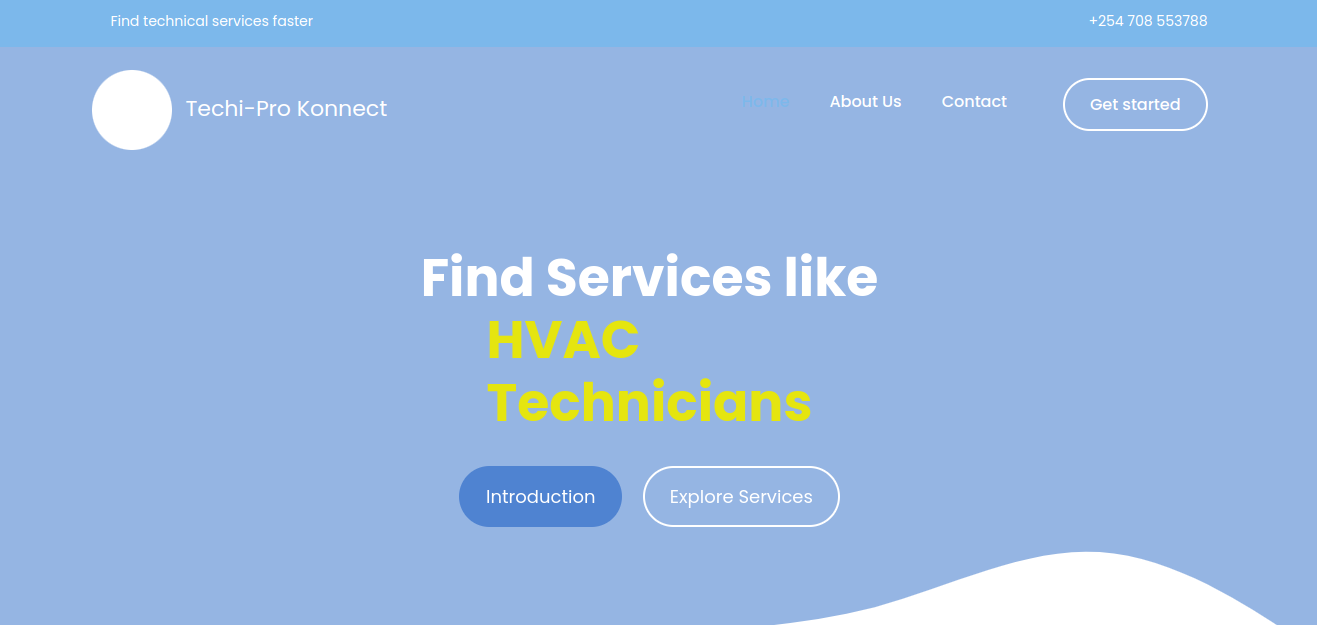 Find technical services faster
+254 708 553788
Techi-Pro Konnect
Home
About Us
Contact
Get started
Find Services like
HVAC
Technicians
Introduction
Explore Services